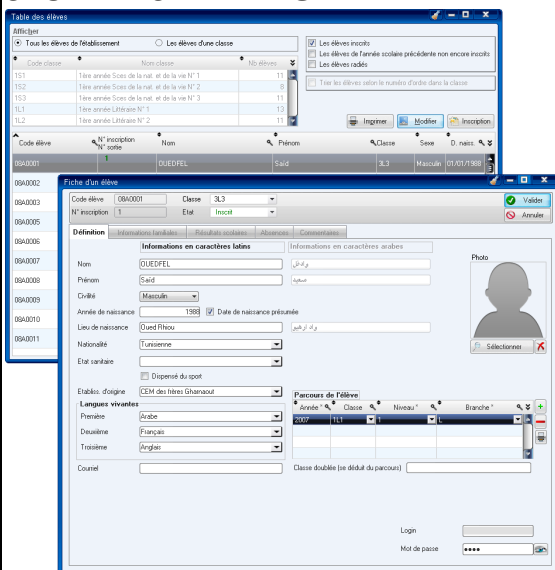 Table des élèves
Afficher
Tous les élèves de l'établissement Les élèves d'une classe
Les élèves inscrits
Les élèves de l'année scolaire précédente non encore inscrits
Les élèves radiés
Trier les élèves selon le numéro d'ordre dans la classe
Code classe Nom classe Nb élèves
1S1 1ère année Sces de la nat. et de la vie N° 1 11
1S2 1ère année Sces de la nat. et de la vie N° 2 8
1S3 1ère année Sces de la nat. et de la vie N° 3 11
1L1 1ère année Littéraire N° 1 13
1L2 1ère année Littéraire N° 2 11
Imprimer Modifier Inscription
Code élève N° inscription N° sortie Nom Prénom Classe Sexe D. naiss.
08A0001 1 OUEDFEL Saïd 3L3 Masculin 01/01/1988
08A0002
08A0003
08A0005
08A0006
08A0007
08A0008
08A0009
08A0010
08A0011
Fiche d'un élève
Code élève 08A0001 Classe 3L3
N° inscription 1 Etat Inscrit
Valider
Annuler
Définition Informations familiales Résultats scolaires Absences Commentaires
Informations en caractères latins Informations en caractères arabes
Photo
Nom OUEDFEL
Prénom Saïd سعيد
Civilité Masculin
Année de naissance 1988 Date de naissance présumée
Lieu de naissance Oued Rhiou واد ارهيو
Nationalité Tunisienne
Sélectionner
Etat sanitaire
Dispensé du sport
Etabliss. d'origine CEM des frères Gharnaout
Langues vivantes
Première Arabe
Deuxième Français
Troisième Anglais
Parcours de l'élève
Année * Classe Niveau * Branche *
2007 1L1 1 L
Courriel
Classe doublée (se déduit du parcours)
Login
Mot de passe ••••